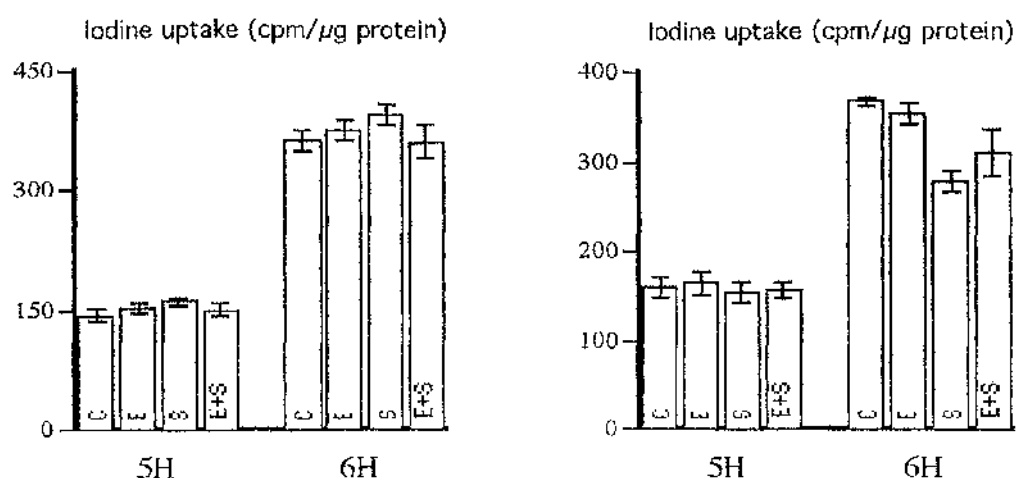 Iodine uptake (cpm/µg protein)
450
300
150
0
C
E
S
E+S
C
E
S
E+S
5H
6H
Iodine uptake (cpm/µg protein)
400
300
200
100
0
C
E
S
E+S
C
E
S
E+S
5H
6H